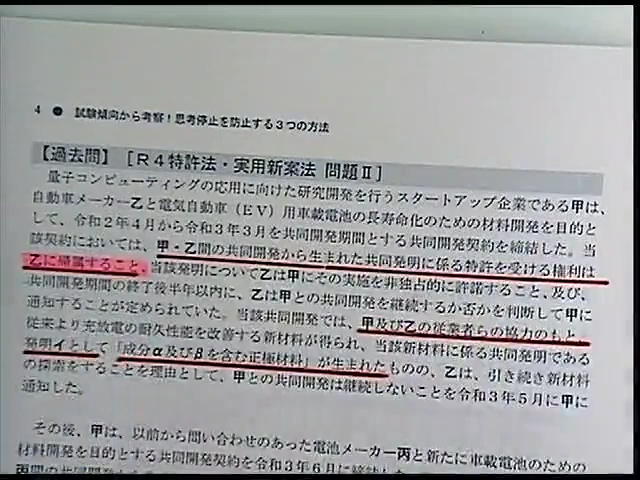 4 ● 試験傾向から考察！思考停止を防止する3つの方法
【過去問】［R4特許法・実用新案法 問題Ⅱ］
量子コンピューティングの応用に向けた研究開発を行うスタートアップ企業である甲は、
自動車メーカー乙と電気自動車（EV）用車載電池の長寿命化のための材料開発を目的と
して、令和2年4月から令和3年3月を共同開発期間とする共同開発契約を締結した。当
該契約においては、甲・乙間の共同開発から生まれた共同発明に係る特許を受ける権利は
乙に帰属すること、当該発明について乙は甲にその実施を非独占的に許諾すること、及び、
共同開発期間の終了後半年以内に、乙は甲との共同開発を継続するか否かを判断して甲に
通知することが定められていた。当該共同開発では、甲及び乙の従業者らの協力のもと、
従来より充放電の耐久性能を改善する新材料が得られ、当該新材料に係る共同発明である
発明イとして「成分α及びβを含む正極材料」が生まれたものの、乙は、引き続き新材料
の探索をすることを理由として、甲との共同開発は継続しないことを令和3年5月に甲に
通知した。
その後、甲は、以前から問い合わせのあった電池メーカー丙と新たに車載電池のための
材料開発を目的とする共同開発契約を令和3年6月に締結した